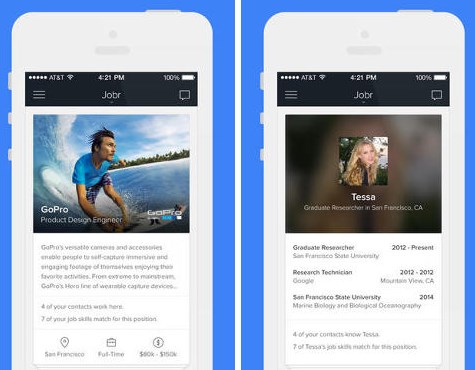 AT&T 4:21 PM 100%
Jobr
GoPro
Product Design Engineer
GoPro
GoPro's versatile cameras and accessories
enable people to self-capture immersive and
engaging footage of themselves enjoying their
favorite activities. From extreme to mainstream,
GoPro's Hero line of wearable capture devices...
4 of your contacts work here.
7 of your job skills match for this position.
San Francisco Full-Time $80k - $150k
AT&T 4:21 PM 100%
Jobr
Tessa
Graduate Researcher in San Francisco, CA
Graduate Researcher 2012 - Present
San Francisco State University
Research Technician 2012 - 2012
Google Mountain View, CA
San Francisco State University 2014
Marine Biology and Biological Oceanography
4 of your contacts know Tessa.
7 of Tessa's job skills match for this position.